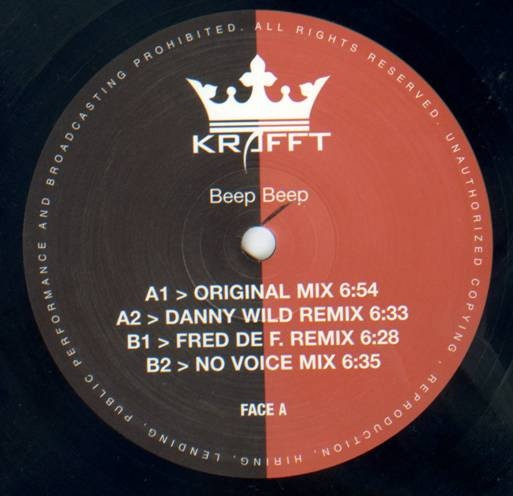 KRAFFT
Beep Beep
A1 > ORIGINAL MIX 6:54
A2 > DANNY WILD REMIX 6:33
B1 > FRED DE F. REMIX 6:28
B2 > NO VOICE MIX 6:35
FACE A
ALL RIGHTS RESERVED. UNAUTHORIZED COPYING, REPRODUCTION, HIRING, LENDING, PUBLIC PERFORMANCE AND BROADCASTING PROHIBITED.